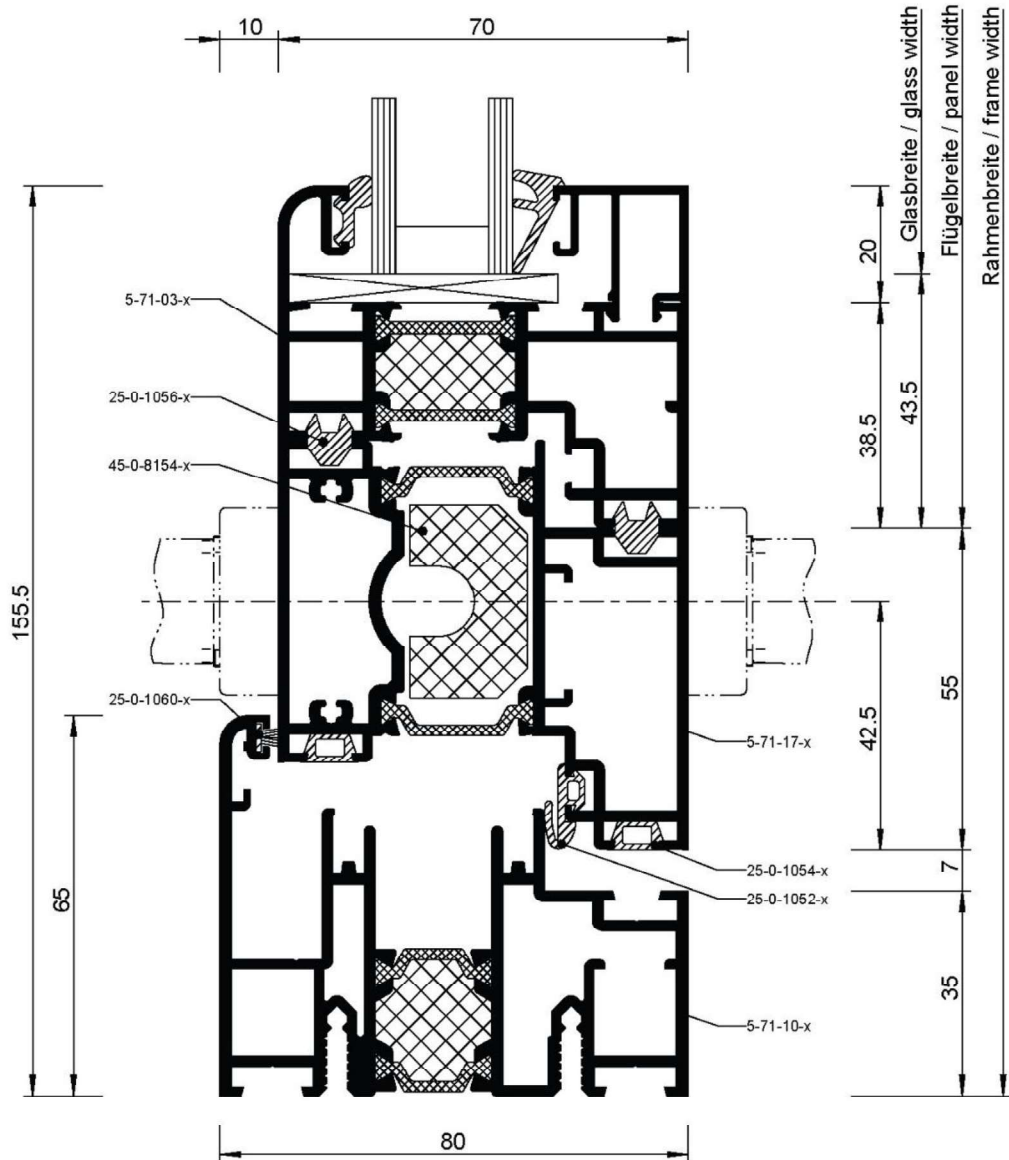 10
70
Glasbreite / glass width
Flügelbreite / panel width
Rahmenbreite / frame width
20
5-71-03-x
38.5
43.5
25-0-1056-x
45-0-8154-x
155.5
55
42.5
25-0-1060-x
5-71-17-x
65
7
25-0-1054-x
25-0-1052-x
35
5-71-10-x
80